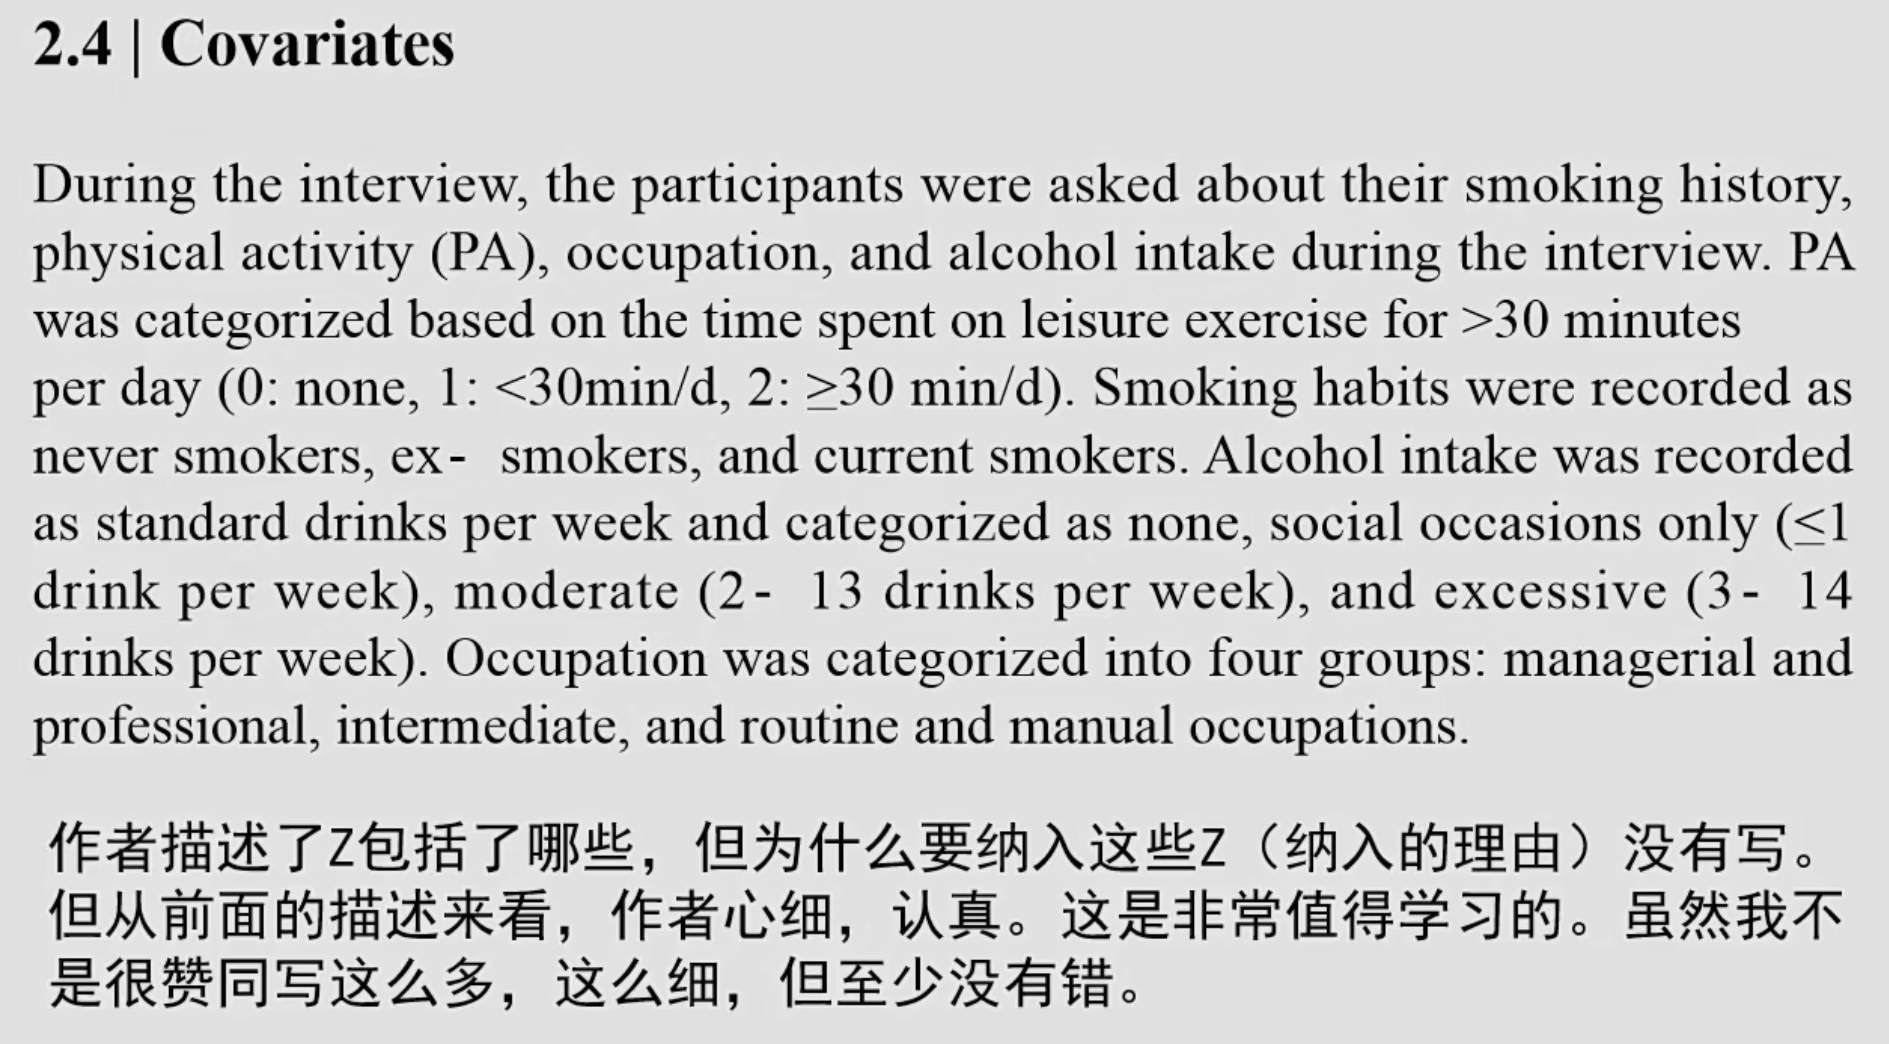 2.4 | Covariates
During the interview, the participants were asked about their smoking history,
physical activity (PA), occupation, and alcohol intake during the interview. PA
was categorized based on the time spent on leisure exercise for >30 minutes
per day (0: none, 1: <30min/d, 2: ≥30 min/d). Smoking habits were recorded as
never smokers, ex- smokers, and current smokers. Alcohol intake was recorded
as standard drinks per week and categorized as none, social occasions only (≤1
drink per week), moderate (2- 13 drinks per week), and excessive (3- 14
drinks per week). Occupation was categorized into four groups: managerial and
professional, intermediate, and routine and manual occupations.
作者描述了Z包括了哪些，但为什么要纳入这些Z（纳入的理由）没有写。
但从前面的描述来看，作者心细，认真。这是非常值得学习的。虽然我不
是很赞同写这么多，这么细，但至少没有错。